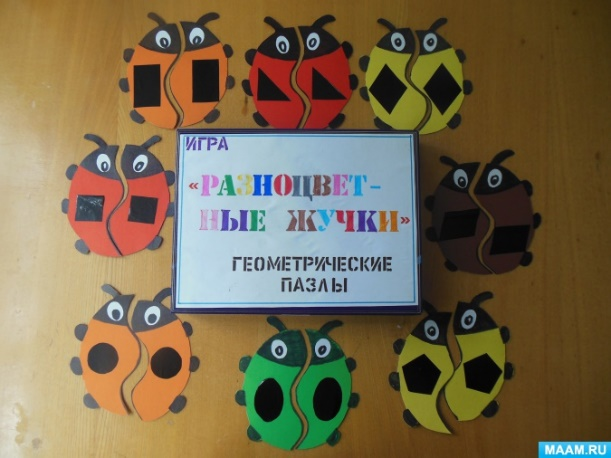 ИГРА
«РАЗНОЦВЕТ-
НЫЕ ЖУЧКИ»
ГЕОМЕТРИЧЕСКИЕ
ПАЗЛЫ
MAAM.RU